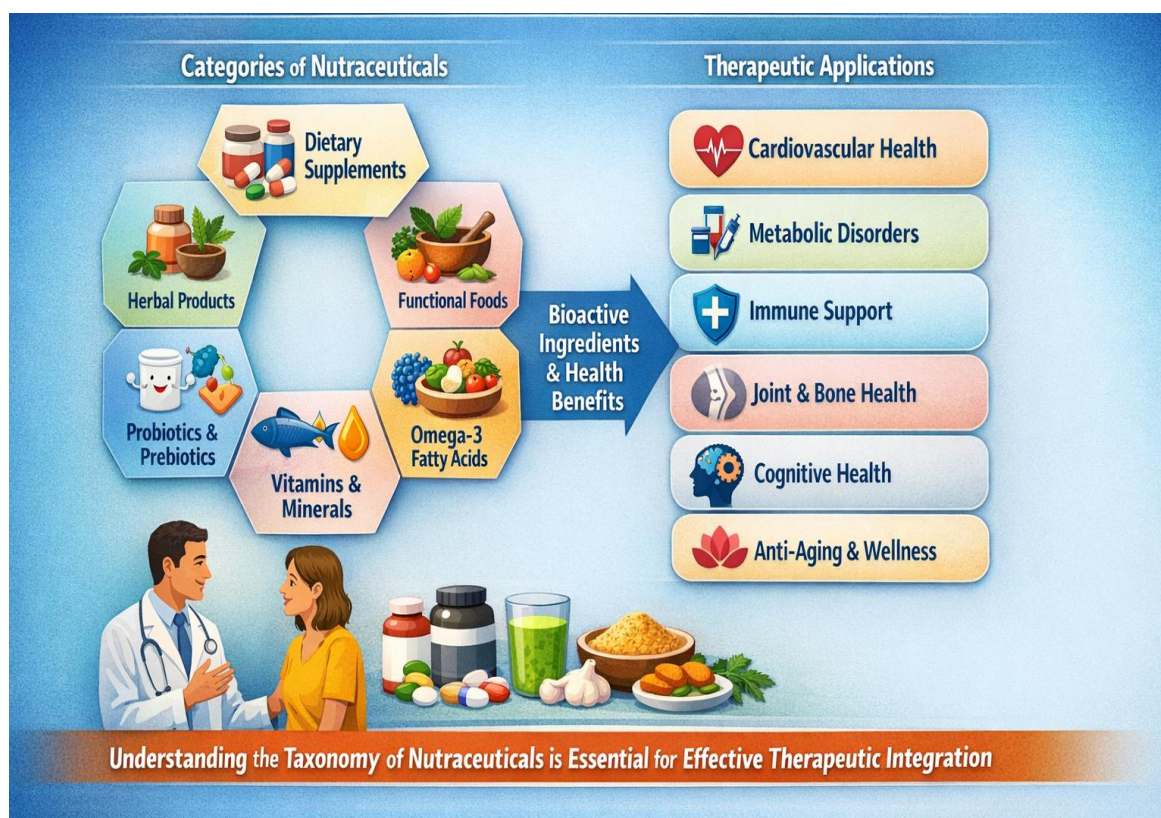 Categories of Nutraceuticals
Dietary
Supplements
Herbal Products
Functional Foods
Probiotics &
Prebiotics
Vitamins &
Minerals
Omega-3
Fatty Acids
Bioactive
Ingredients
& Health
Benefits
Therapeutic Applications
Cardiovascular Health
Metabolic Disorders
Immune Support
Joint & Bone Health
Cognitive Health
Anti-Aging & Wellness
Understanding the Taxonomy of Nutraceuticals is Essential for Effective Therapeutic Integration